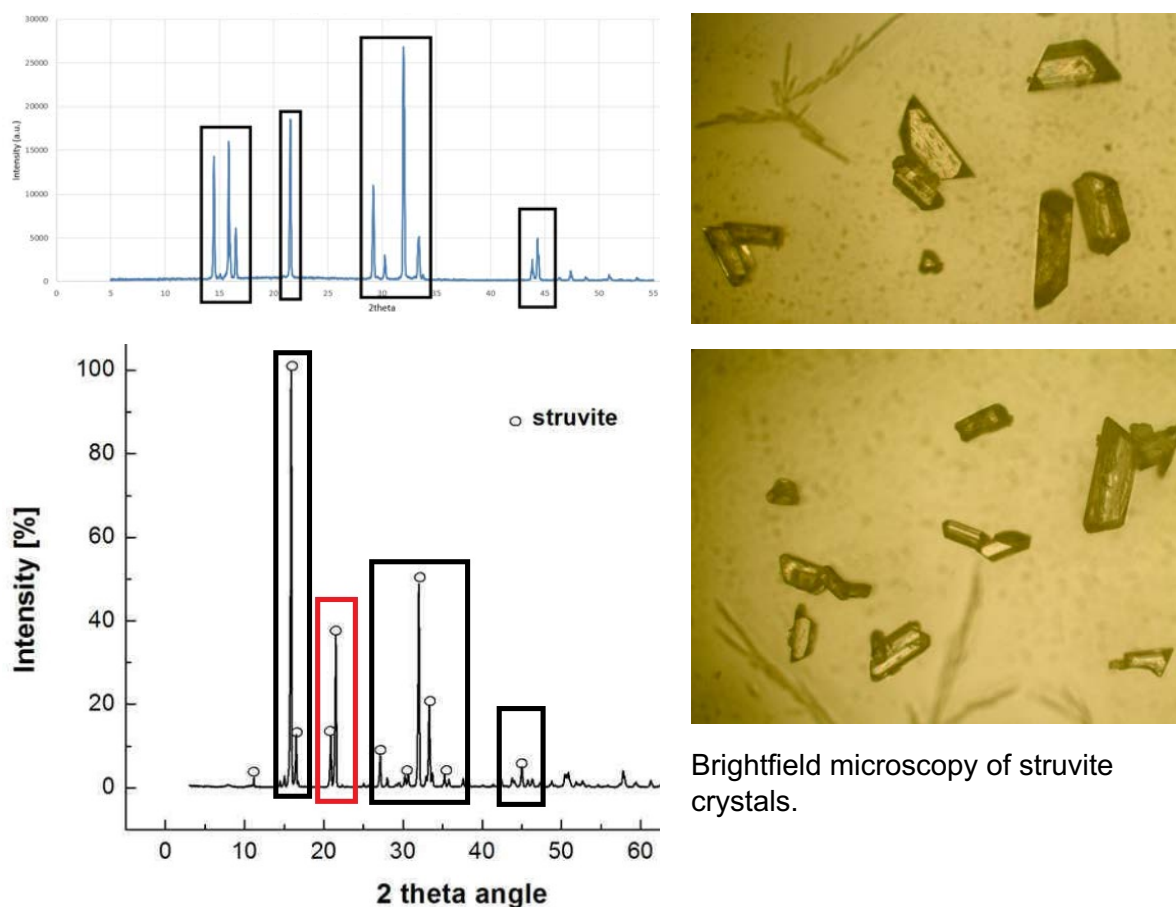 30000
25000
20000
15000
10000
5000
0
Intensity (a.u.)
0 5 10 15 20 25 30 35 40 45 50 55
2theta
100
80
60
40
20
0
Intensity [%]
struvite
0 10 20 30 40 50 60
2 theta angle
Brightfield microscopy of struvite
crystals.